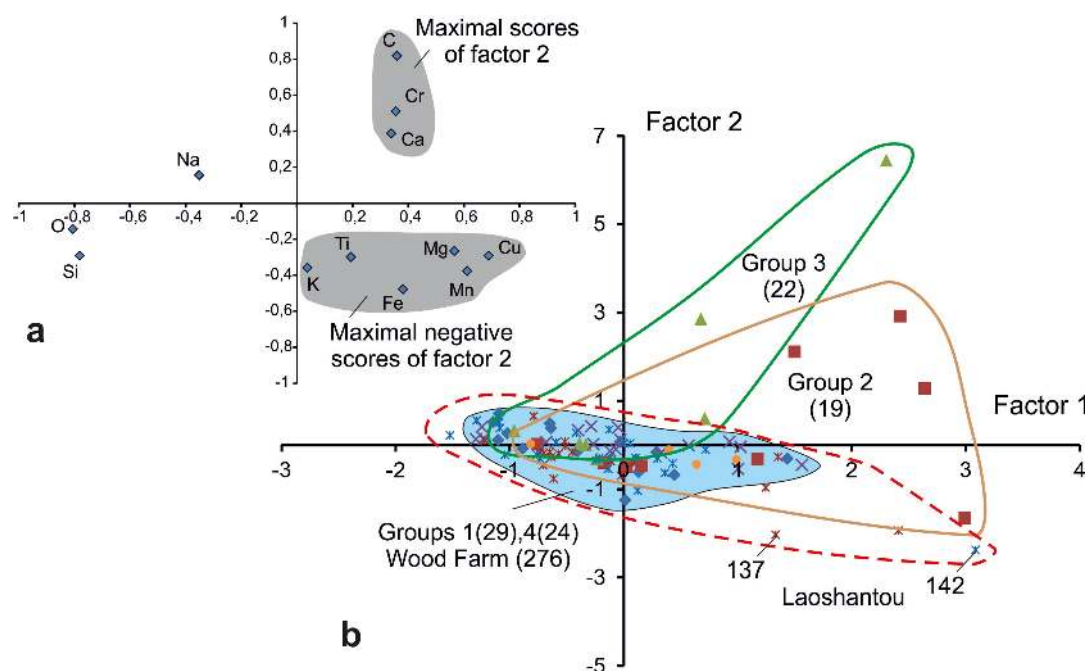 1
0,8
0,6
0,4
0,2
-1
-0,8
-0,6
-0,4
-0,2
0,2
0,4
0,6
0,8
1
-0,2
-0,4
-0,6
-0,8
-1
C
Cr
Ca
Na
O
Si
K
Ti
Fe
Mg
Mn
Cu
Maximal scores
of factor 2
Maximal negative
scores of factor 2
a
7
Factor 2
5
3
1
-3
-2
-1
0
1
2
3
4
-1
-3
-5
Factor 1
Group 3
(22)
Group 2
(19)
Groups 1(29),4(24)
Wood Farm (276)
137
142
Laoshantou
b